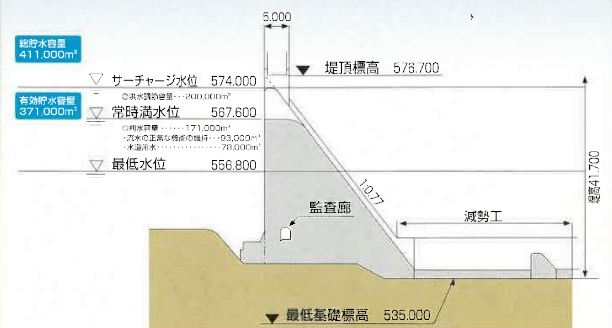 5.000
総貯水容量
411,000m³
堤頂標高 576.700
サーチャージ水位 574.000
◎洪水調節容量・・・200,000m³
有効貯水容量
371,000m³
常時満水位 567.600
◎利水容量・・・・・・171,000m³
・流水の正常な機能の維持・・・93,000m³
・水道用水・・・・・・・・・・・・・・・・78,000m³
最低水位 556.800
1:0.77
堤高41.700
監査廊
減勢工
最低基礎標高 535.000